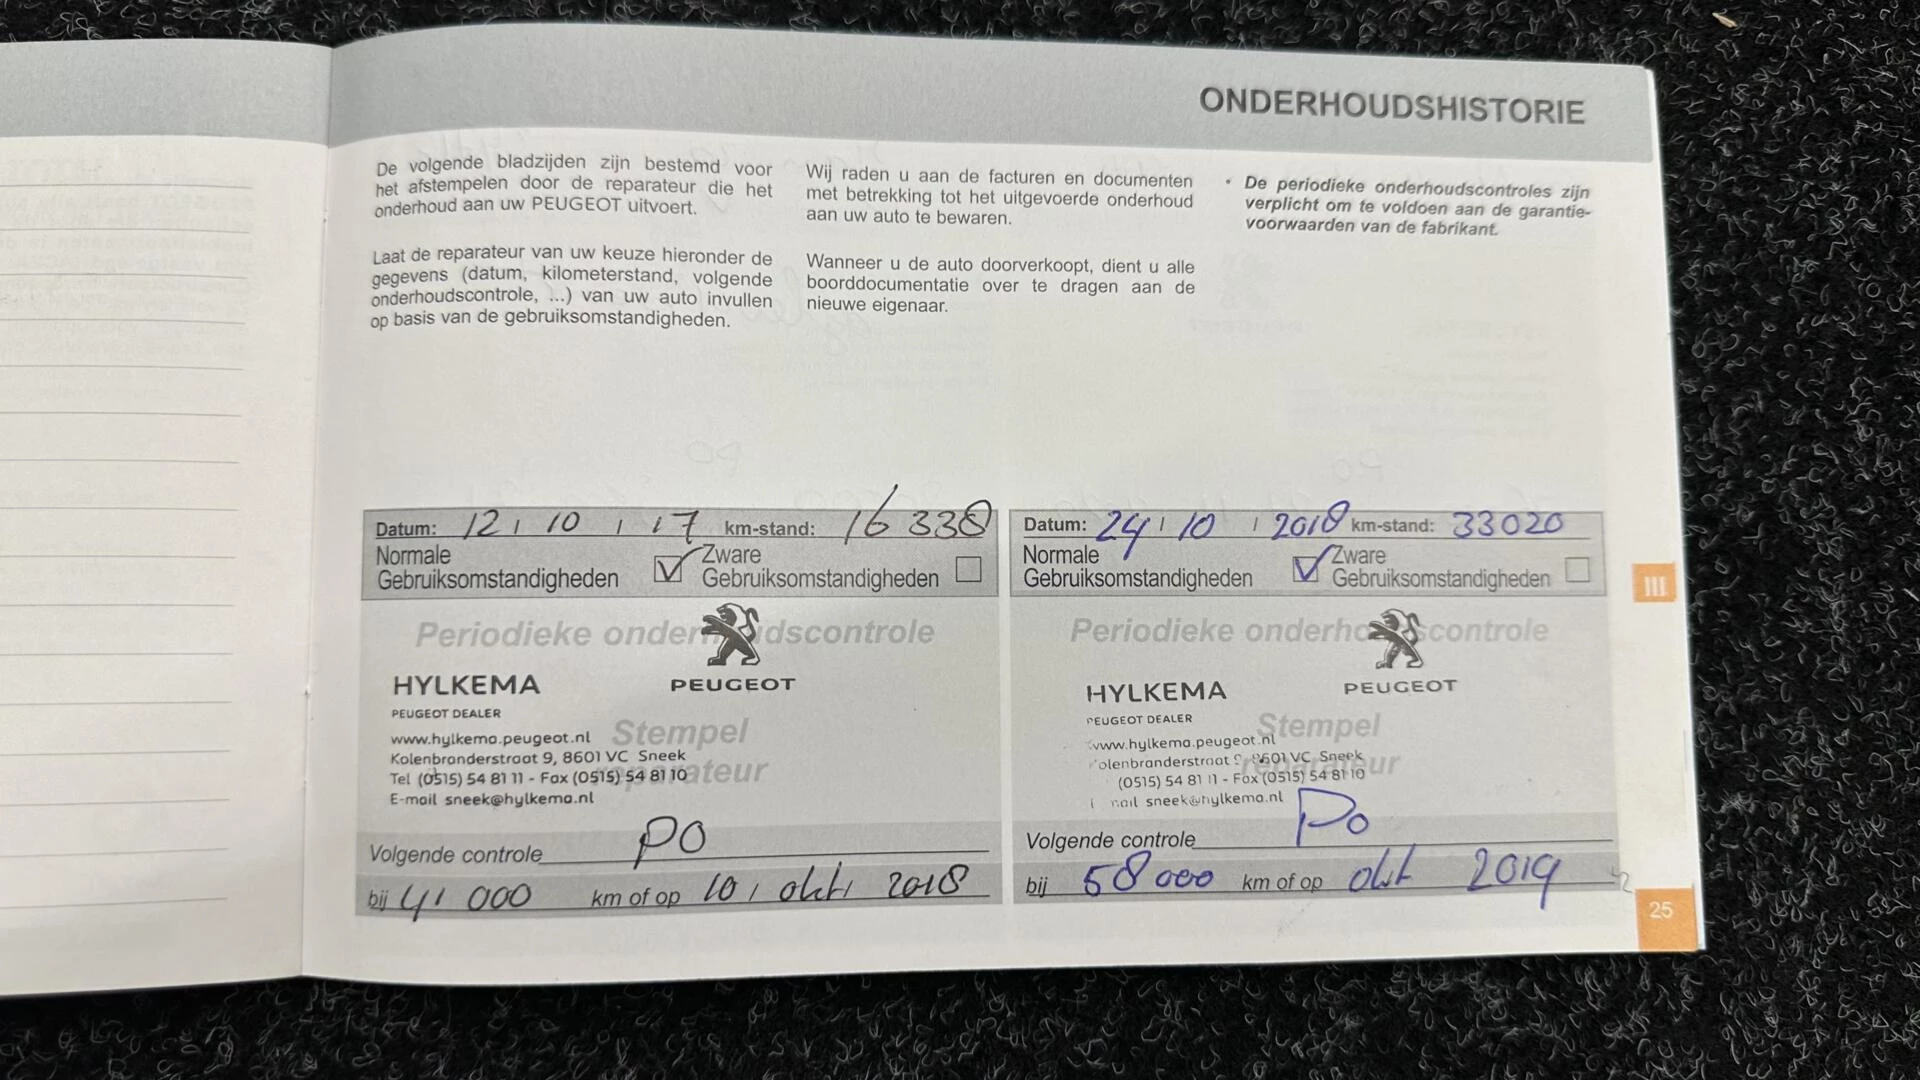 ONDERHOUDSHISTORIE
De volgende bladzijden zijn bestemd voor
het afstempelen door de reparateur die het
onderhoud aan uw PEUGEOT uitvoert.
Laat de reparateur van uw keuze hieronder de
gegevens (datum, kilometerstand, volgende
onderhoudscontrole, ...) van uw auto invullen
op basis van de gebruiksomstandigheden.
Wij raden u aan de facturen en documenten
met betrekking tot het uitgevoerde onderhoud
aan uw auto te bewaren.
Wanneer u de auto doorverkoopt, dient u alle
boorddocumentatie over te dragen aan de
nieuwe eigenaar.
• De periodieke onderhoudscontroles zijn
verplicht om te voldoen aan de garantie-
voorwaarden van de fabrikant.
Datum: 12 / 10 / 17 km-stand: 16 338
Normale
Gebruiksomstandigheden
Zware
Gebruiksomstandigheden
Periodieke onderhoudscontrole
PEUGEOT
HYLKEMA
PEUGEOT DEALER
Stempel
www.hylkema.peugeot.nl
Kolenbranderstraat 9, 8601 VC Sneek
reparateur
Tel (0515) 54 81 11 - Fax (0515) 54 81 10
E-mail sneek@hylkema.nl
Volgende controle PO
bij 41 000 km of op 10 / okt / 2018
Datum: 24 / 10 / 2018 km-stand: 33020
Normale
Gebruiksomstandigheden
Zware
Gebruiksomstandigheden
Periodieke onderhoudscontrole
PEUGEOT
HYLKEMA
PEUGEOT DEALER
Stempel
www.hylkema.peugeot.nl
olenbranderstraat 9, 8601 VC Sneek
reparateur
(0515) 54 81 11 - Fax (0515) 54 81 10
sneek@hylkema.nl
Volgende controle Po
bij 58 000 km of op okt 2019
III
25